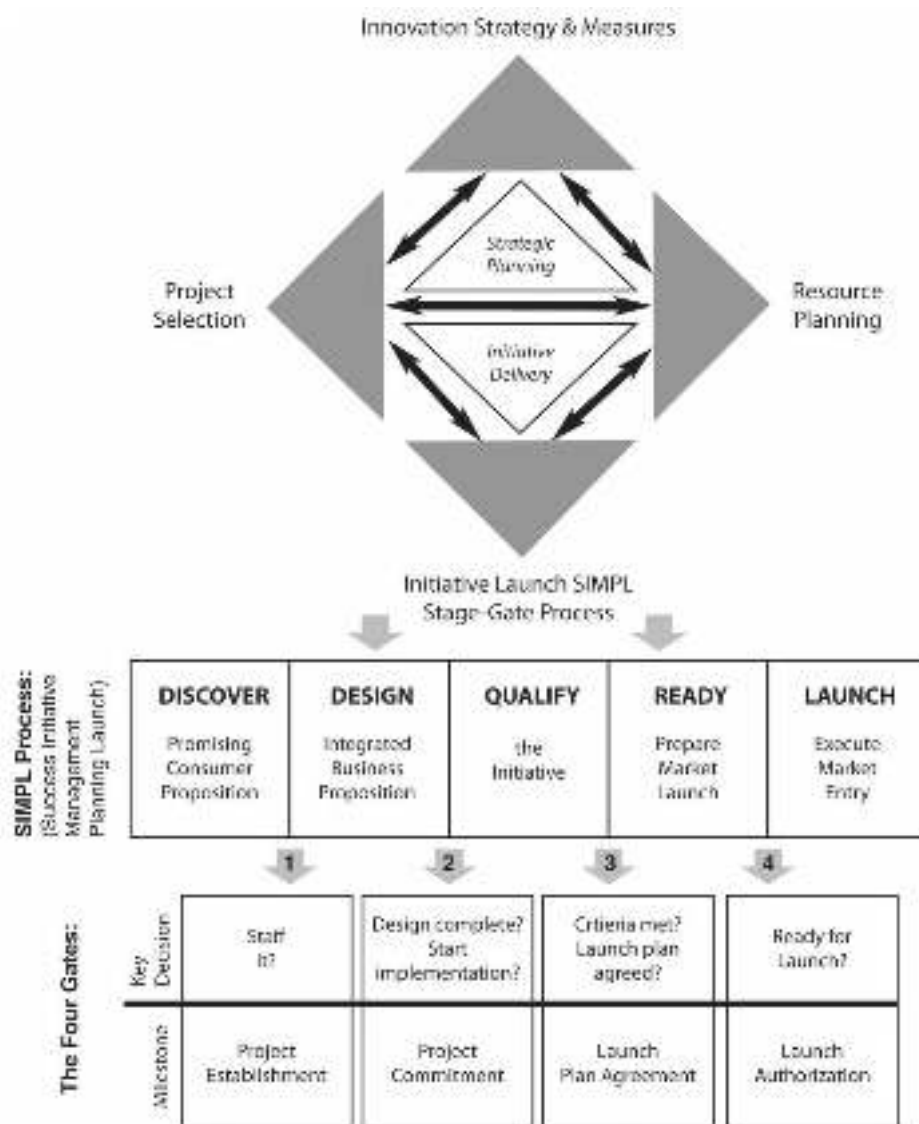 Innovation Strategy & Measures
Strategic
Planning
Project
Selection
Resource
Planning
Initiative
Delivery
Initiative Launch SIMPL
Stage-Gate Process
SIMPL Process:
(Success Initiative
Management
Planning Launch)
DISCOVER
Promising
Consumer
Proposition
DESIGN
Integrated
Business
Proposition
QUALIFY
the
Initiative
READY
Prepare
Market
Launch
LAUNCH
Execute
Market
Entry
1
2
3
4
The Four Gates:
Key
Decision
Staff
It?
Design complete?
Start
implementation?
Crtieria met?
Launch plan
agreed?
Ready for
Launch?
Milestone
Project
Establishment
Project
Commitment
Launch
Plan Agreement
Launch
Authorization